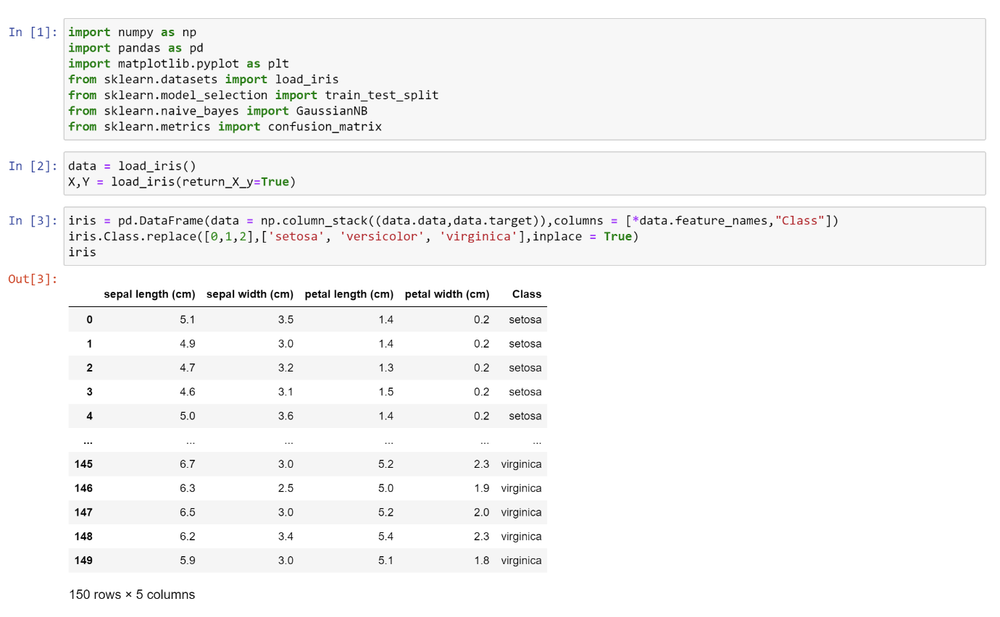 In [1]: import numpy as np
import pandas as pd
import matplotlib.pyplot as plt
from sklearn.datasets import load_iris
from sklearn.model_selection import train_test_split
from sklearn.naive_bayes import GaussianNB
from sklearn.metrics import confusion_matrix
In [2]: data = load_iris()
X,Y = load_iris(return_X_y=True)
In [3]: iris = pd.DataFrame(data = np.column_stack((data.data,data.target)),columns = [*data.feature_names,"Class"])
iris.Class.replace([0,1,2],['setosa', 'versicolor', 'virginica'],inplace = True)
iris
Out[3]:
sepal length (cm) sepal width (cm) petal length (cm) petal width (cm) Class
0 5.1 3.5 1.4 0.2 setosa
1 4.9 3.0 1.4 0.2 setosa
2 4.7 3.2 1.3 0.2 setosa
3 4.6 3.1 1.5 0.2 setosa
4 5.0 3.6 1.4 0.2 setosa
... ... ... ... ... ...
145 6.7 3.0 5.2 2.3 virginica
146 6.3 2.5 5.0 1.9 virginica
147 6.5 3.0 5.2 2.0 virginica
148 6.2 3.4 5.4 2.3 virginica
149 5.9 3.0 5.1 1.8 virginica
150 rows × 5 columns